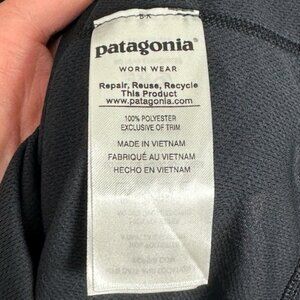 patagonia®
WORN WEAR
Repair, Reuse, Recycle
This Product
www.patagonia.com
100% POLYESTER
EXCLUSIVE OF TRIM
MADE IN VIETNAM
FABRIQUÉ AU VIETNAM
HECHO EN VIETNAM